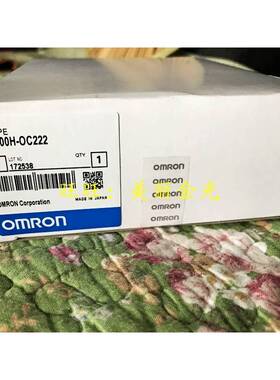 PE
00H-OC222
LOT NO
172538
QTY
1
MADE IN JAPAN
OMRON Corporation
OMRON
OMRON
OMRON
OMRON
OMRON
OMRON